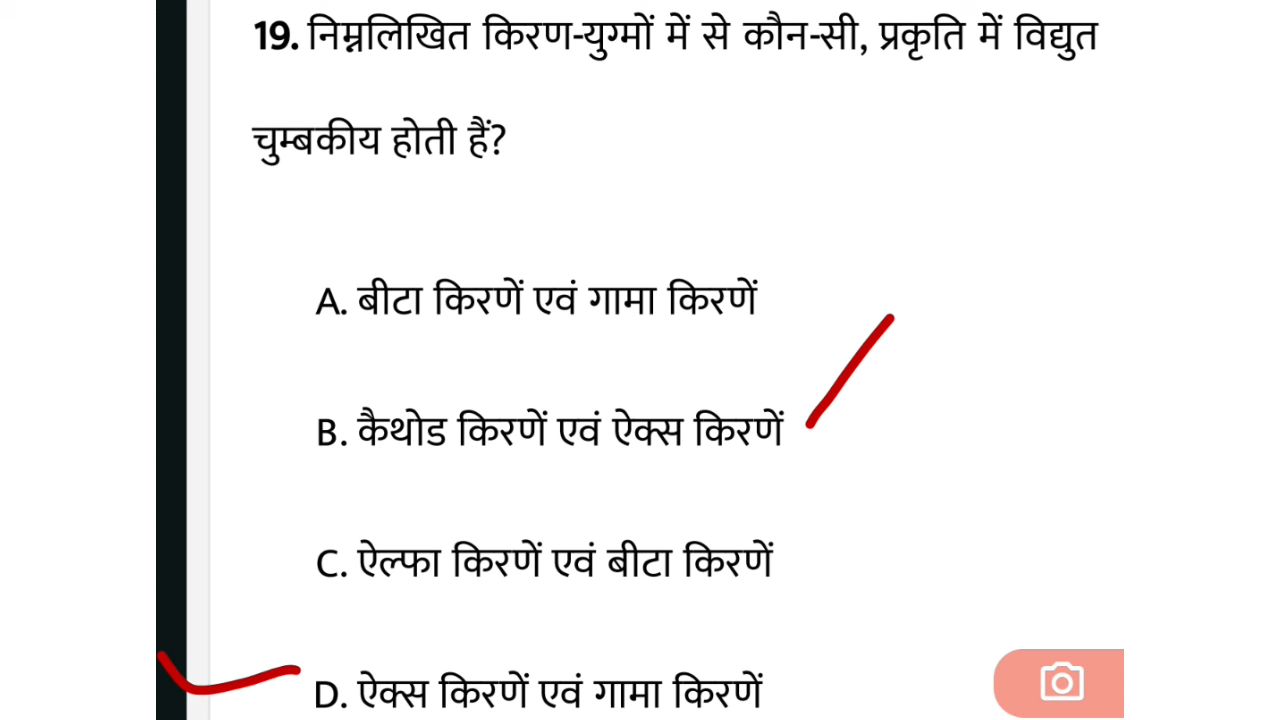 19. निम्नलिखित किरण-युग्मों में से कौन-सी, प्रकृति में विद्युत
चुम्बकीय होती हैं?
A. बीटा किरणें एवं गामा किरणें
B. कैथोड किरणें एवं ऐक्स किरणें
C. ऐल्फा किरणें एवं बीटा किरणें
D. ऐक्स किरणें एवं गामा किरणें